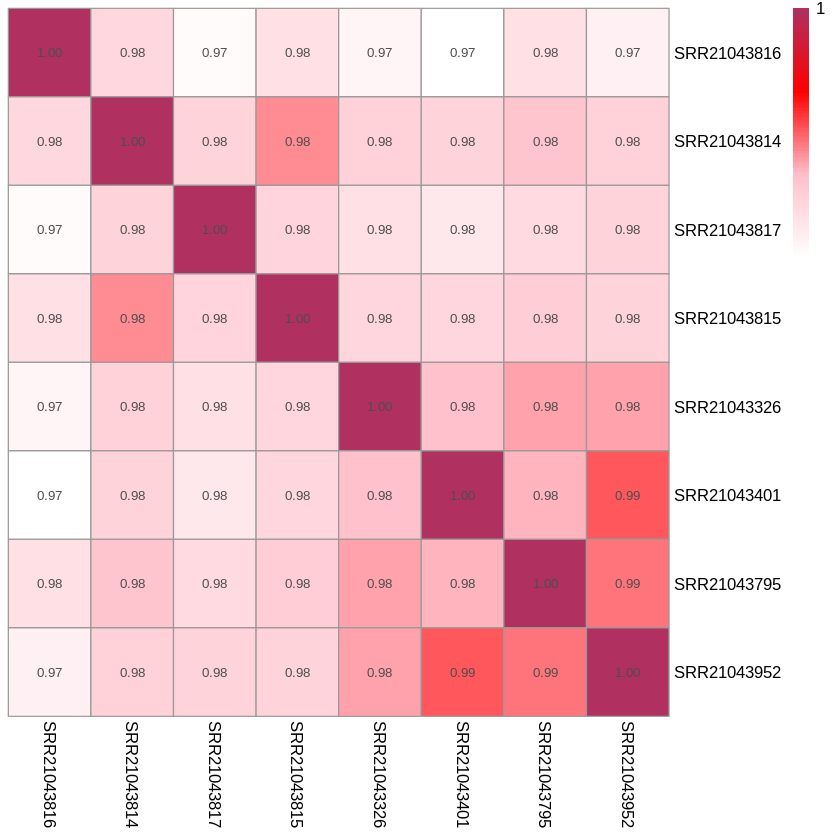 1
1.00 0.98 0.97 0.98 0.97 0.97 0.98 0.97 SRR21043816
0.98 1.00 0.98 0.98 0.98 0.98 0.98 0.98 SRR21043814
0.97 0.98 1.00 0.98 0.98 0.98 0.98 0.98 SRR21043817
0.98 0.98 0.98 1.00 0.98 0.98 0.98 0.98 SRR21043815
0.97 0.98 0.98 0.98 1.00 0.98 0.98 0.98 SRR21043326
0.97 0.98 0.98 0.98 0.98 1.00 0.98 0.99 SRR21043401
0.98 0.98 0.98 0.98 0.98 0.98 1.00 0.99 SRR21043795
0.97 0.98 0.98 0.98 0.98 0.99 0.99 1.00 SRR21043952
SRR21043816
SRR21043814
SRR21043817
SRR21043815
SRR21043326
SRR21043401
SRR21043795
SRR21043952